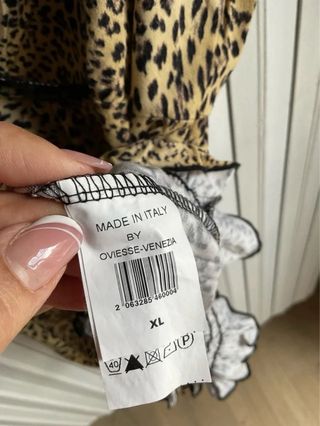 MADE IN ITALY
BY
OVIESSE-VENEZIA
2 063285 460004
XL
40 P